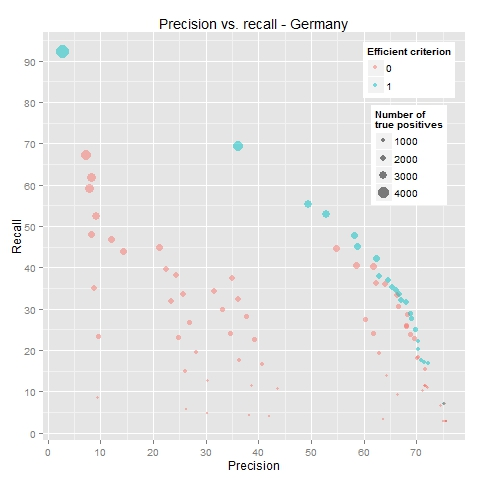 Precision vs. recall - Germany
Efficient criterion
0
1
Number of
true positives
1000
2000
3000
4000
90
80
70
60
50
40
30
20
10
0
Recall
0 10 20 30 40 50 60 70
Precision